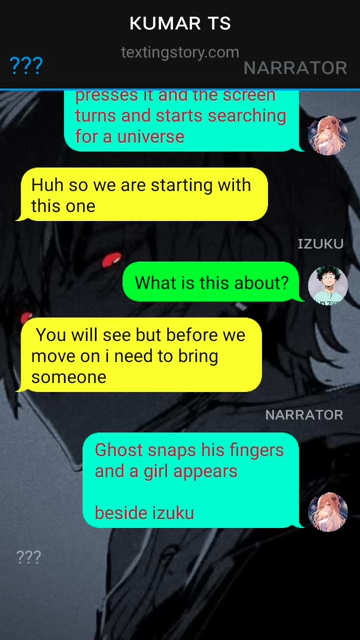 KUMAR TS
textingstory.com
???
NARRATOR
presses it and the screen
turns and starts searching
for a universe
Huh so we are starting with
this one
IZUKU
What is this about?
You will see but before we
move on i need to bring
someone
NARRATOR
Ghost snaps his fingers
and a girl appears
beside izuku
???